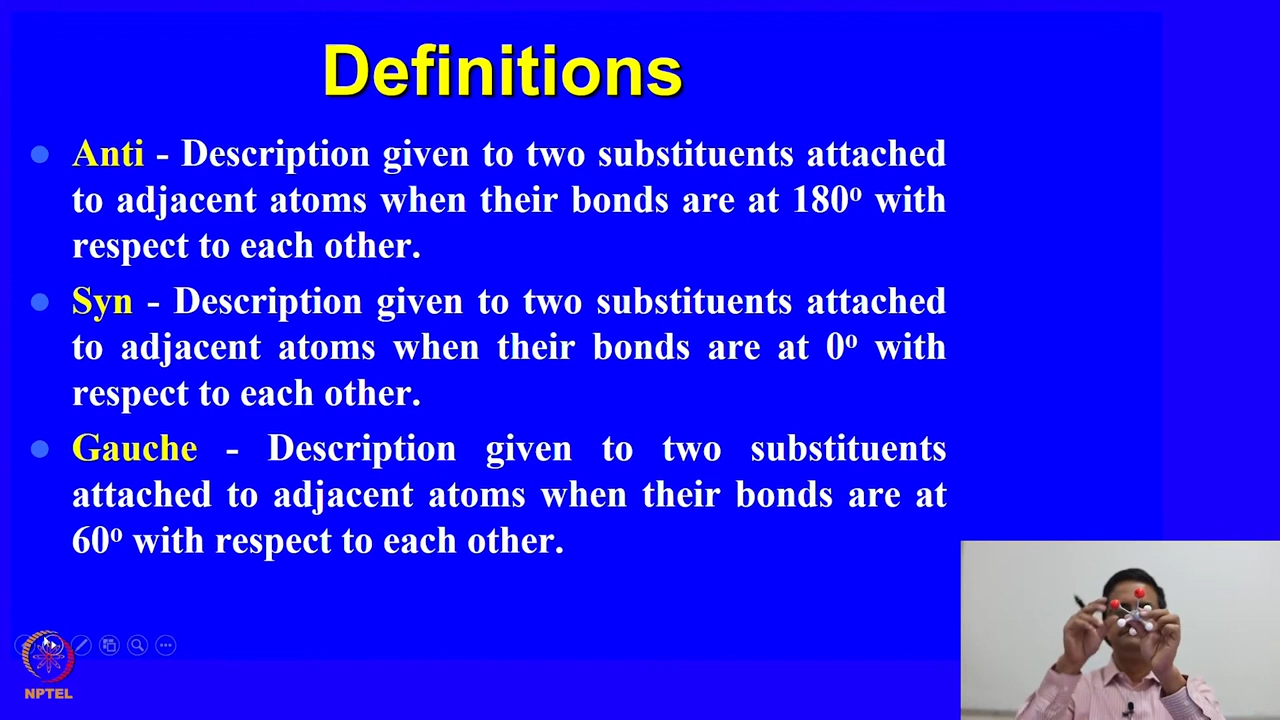 Definitions
Anti - Description given to two substituents attached
to adjacent atoms when their bonds are at 180º with
respect to each other.
Syn - Description given to two substituents attached
to adjacent atoms when their bonds are at 0º with
respect to each other.
Gauche - Description given to two substituents
attached to adjacent atoms when their bonds are at
60º with respect to each other.
NPTEL